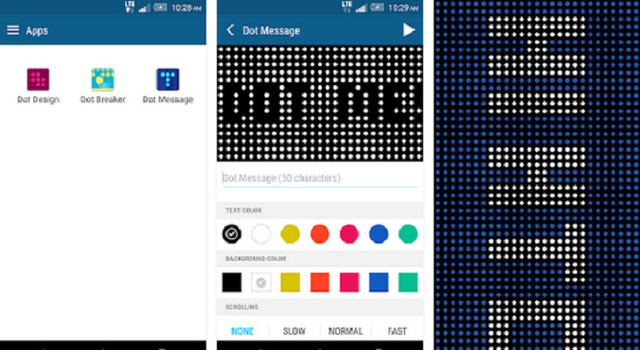 LTE 10:28 AM
Apps
Dot Design Dot Breaker Dot Message
LTE 10:29 AM
Dot Message
DOT ME
Dot Message (50 characters)
TEXT COLOR
BACKGROUND COLOR
SCROLLING
NONE SLOW NORMAL FAST